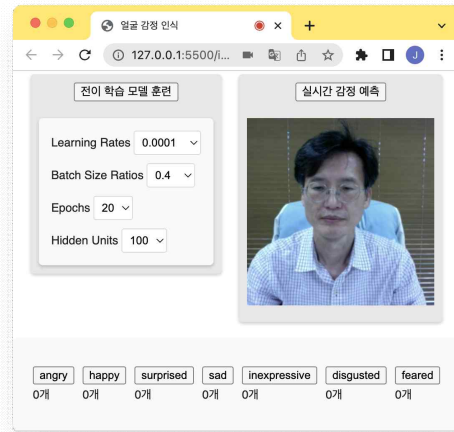 얼굴 감정 인식
127.0.0.1:5500/i...
J
전이 학습 모델 훈련
Learning Rates 0.0001
Batch Size Ratios 0.4
Epochs 20
Hidden Units 100
실시간 감정 예측
angry happy surprised sad inexpressive disgusted feared
0개 0개 0개 0개 0개 0개 0개